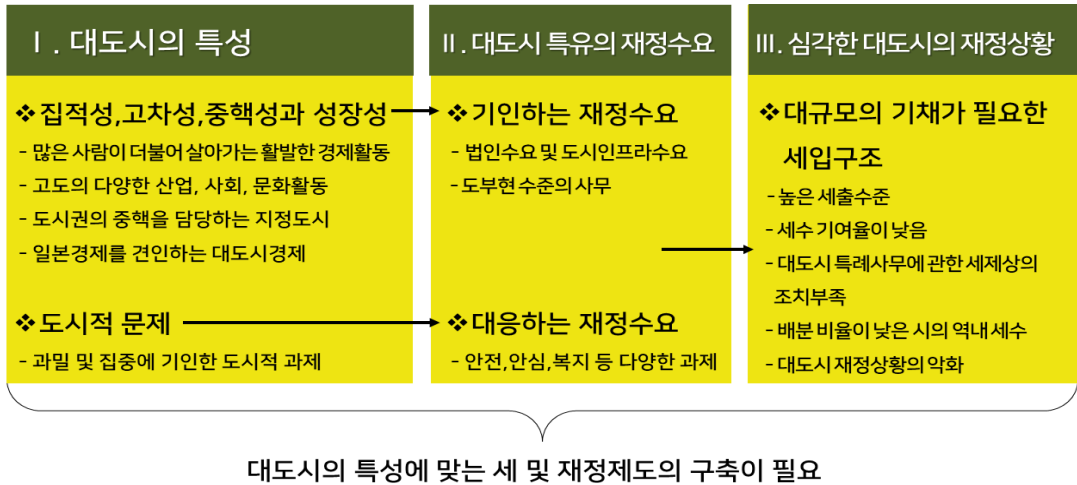 Ⅰ. 대도시의 특성
❖집적성,고차성,중핵성과 성장성
- 많은 사람이 더불어 살아가는 활발한 경제활동
- 고도의 다양한 산업, 사회, 문화활동
- 도시권의 중핵을 담당하는 지정도시
- 일본경제를 견인하는 대도시경제
❖도시적 문제
- 과밀 및 집중에 기인한 도시적 과제
Ⅱ. 대도시 특유의 재정수요
❖기인하는 재정수요
- 법인수요 및 도시인프라수요
- 도부현 수준의 사무
❖대응하는 재정수요
- 안전,안심,복지 등 다양한 과제
Ⅲ. 심각한 대도시의 재정상황
❖대규모의 기채가 필요한
세입구조
- 높은 세출수준
- 세수 기여율이 낮음
- 대도시 특례사무에 관한 세제상의
조치부족
- 배분 비율이 낮은 시의 역내 세수
- 대도시 재정상황의 악화
대도시의 특성에 맞는 세 및 재정제도의 구축이 필요